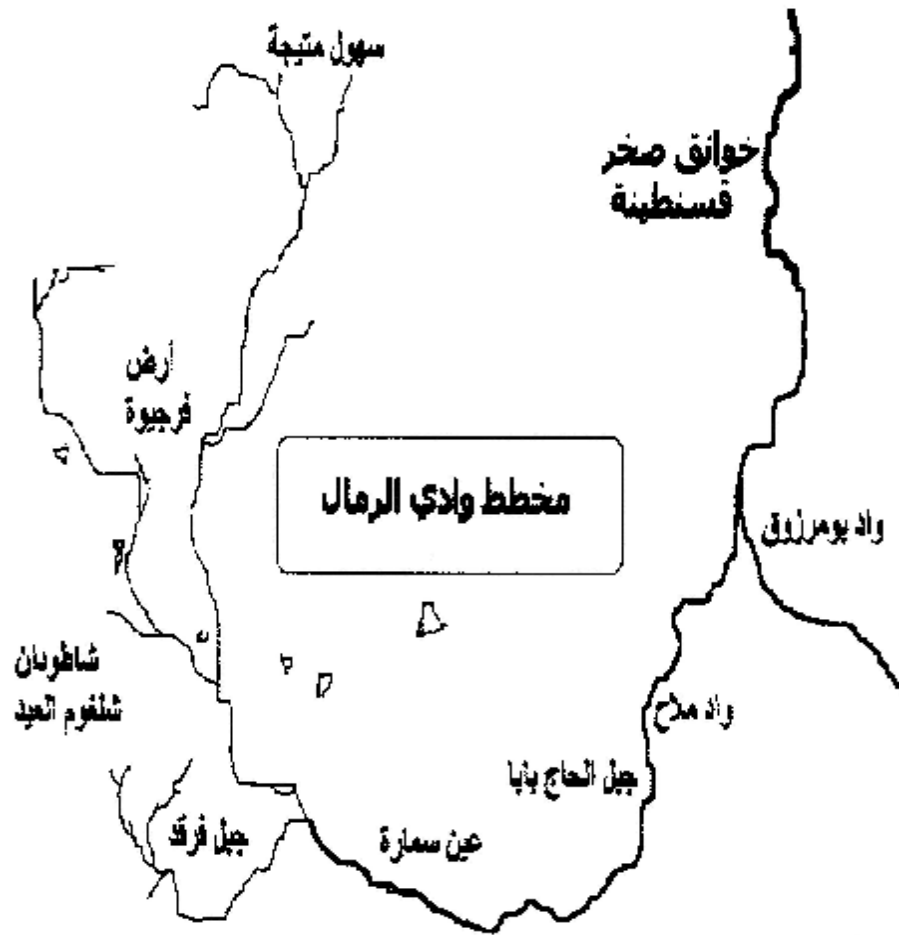 سهول متيجة
خوانق صخر
قسنطينة
أرض
فرجيوة
مخطط وادي الرمال
واد بومرزوق
شاطودان
شلغوم العيد
واد ملاح
جبل الحاج بابا
عين سمارة
جبل فرقد